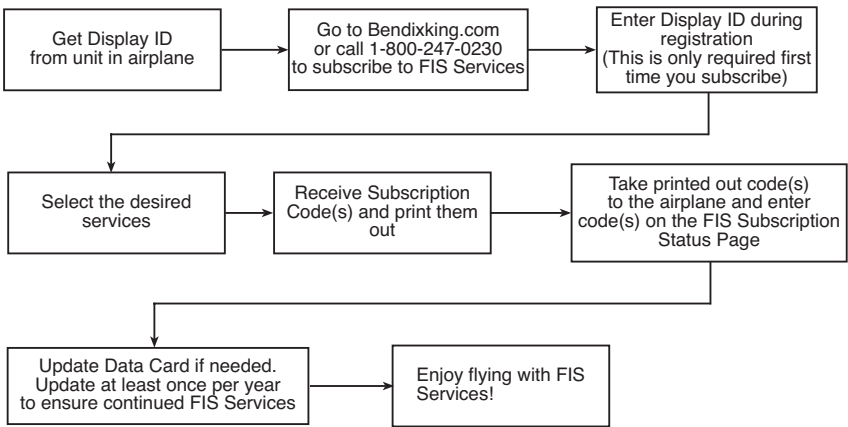 Get Display ID
from unit in airplane
Go to Bendixking.com
or call 1-800-247-0230
to subscribe to FIS Services
Enter Display ID during
registration
(This is only required first
time you subscribe)
Select the desired
services
Receive Subscription
Code(s) and print them
out
Take printed out code(s)
to the airplane and enter
code(s) on the FIS Subscription
Status Page
Update Data Card if needed.
Update at least once per year
to ensure continued FIS Services
Enjoy flying with FIS
Services!